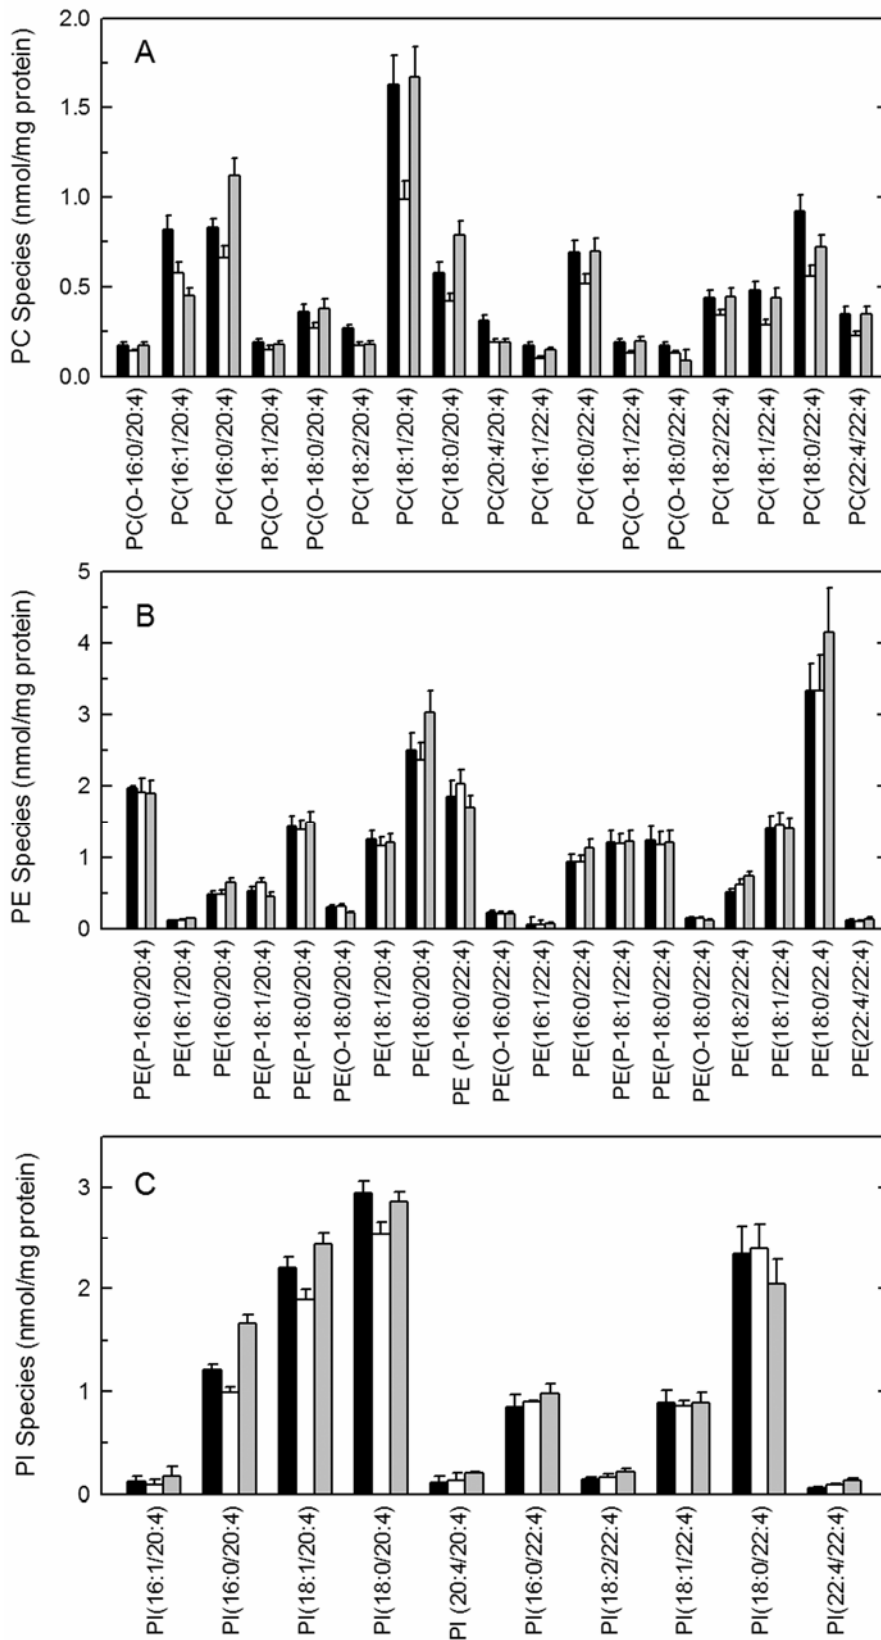 A
PC Species (nmol/mg protein)
2.0
1.5
1.0
0.5
0.0
PC(O-16:0/20:4)
PC(16:1/20:4)
PC(16:0/20:4)
PC(O-18:1/20:4)
PC(O-18:0/20:4)
PC(18:2/20:4)
PC(18:1/20:4)
PC(18:0/20:4)
PC(20:4/20:4)
PC(16:1/22:4)
PC(16:0/22:4)
PC(O-18:1/22:4)
PC(O-18:0/22:4)
PC(18:2/22:4)
PC(18:1/22:4)
PC(18:0/22:4)
PC(22:4/22:4)
B
PE Species (nmol/mg protein)
5
4
3
2
1
0
PE(P-16:0/20:4)
PE(16:1/20:4)
PE(16:0/20:4)
PE(P-18:1/20:4)
PE(P-18:0/20:4)
PE(O-18:0/20:4)
PE(18:1/20:4)
PE(18:0/20:4)
PE (P-16:0/22:4)
PE(O-16:0/22:4)
PE(16:1/22:4)
PE(16:0/22:4)
PE(P-18:1/22:4)
PE(P-18:0/22:4)
PE(O-18:0/22:4)
PE(18:2/22:4)
PE(18:1/22:4)
PE(18:0/22:4)
PE(22:4/22:4)
C
PI Species (nmol/mg protein)
3
2
1
0
PI(16:1/20:4)
PI(16:0/20:4)
PI(18:1/20:4)
PI(18:0/20:4)
PI (20:4/20:4)
PI(16:0/22:4)
PI(18:2/22:4)
PI(18:1/22:4)
PI(18:0/22:4)
PI(22:4/22:4)